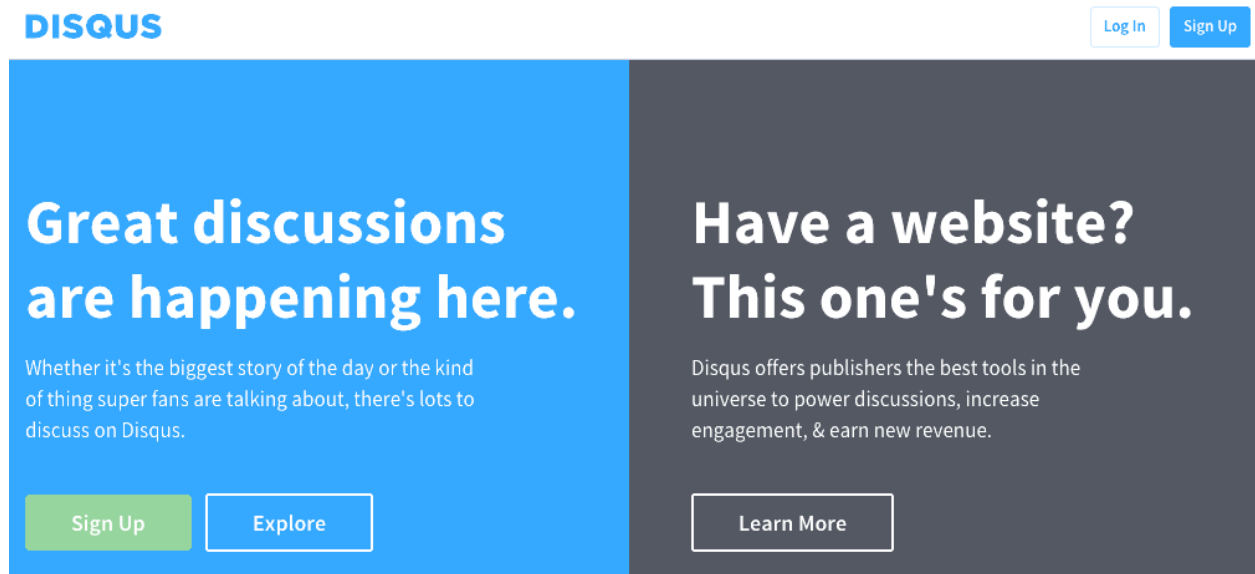 DISQUS
Log In
Sign Up
Great discussions
are happening here.
Whether it's the biggest story of the day or the kind
of thing super fans are talking about, there's lots to
discuss on Disqus.
Sign Up
Explore
Have a website?
This one's for you.
Disqus offers publishers the best tools in the
universe to power discussions, increase
engagement, & earn new revenue.
Learn More